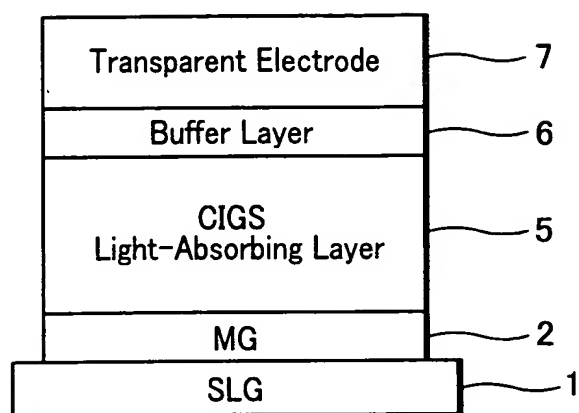 Transparent Electrode 7
Buffer Layer 6
CIGS
Light-Absorbing Layer 5
MG 2
SLG 1